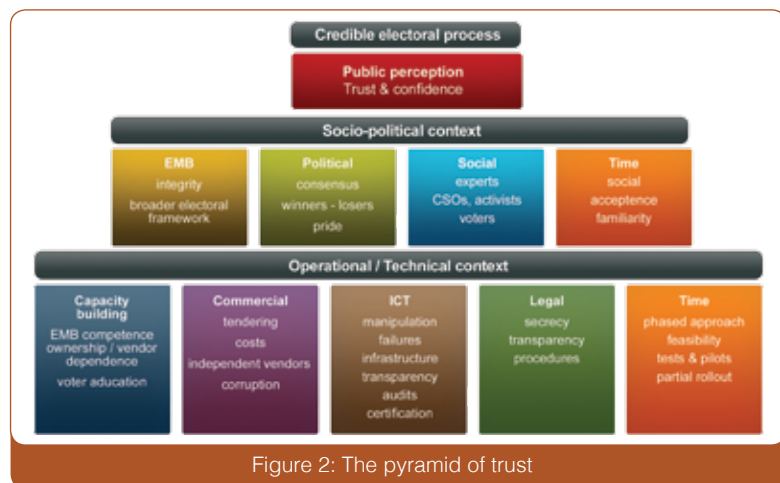 Credible electoral process
Public perception
Trust & confidence
Socio-political context
EMB
integrity
broader electoral
framework
Political
consensus
winners - losers
pride
Social
experts
CSOs, activists
voters
Time
social
acceptence
familiarity
Operational / Technical context
Capacity
building
EMB competence
ownership / vendor
dependence
voter aducation
Commercial
tendering
costs
independent vendors
corruption
ICT
manipulation
failures
infrastructure
transparency
audits
certification
Legal
secrecy
transparency
procedures
Time
phased approach
feasibility
tests & pilots
partial rollout
Figure 2: The pyramid of trust